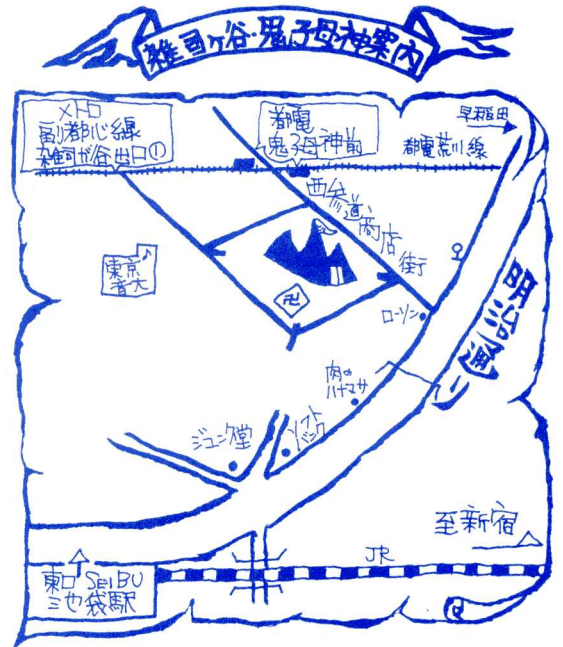 雑司ヶ谷・鬼子母神案内
メトロ
副都心線
雑司が谷出口①
都電
鬼子母神前
早稲田
都電荒川線
西参道商店街
東京
音大
卍
ローソン
明治通り
肉の
ハナマサ
ジュンク堂
ソフト
バンク
至新宿
JR
東口 SEIBU
池袋駅